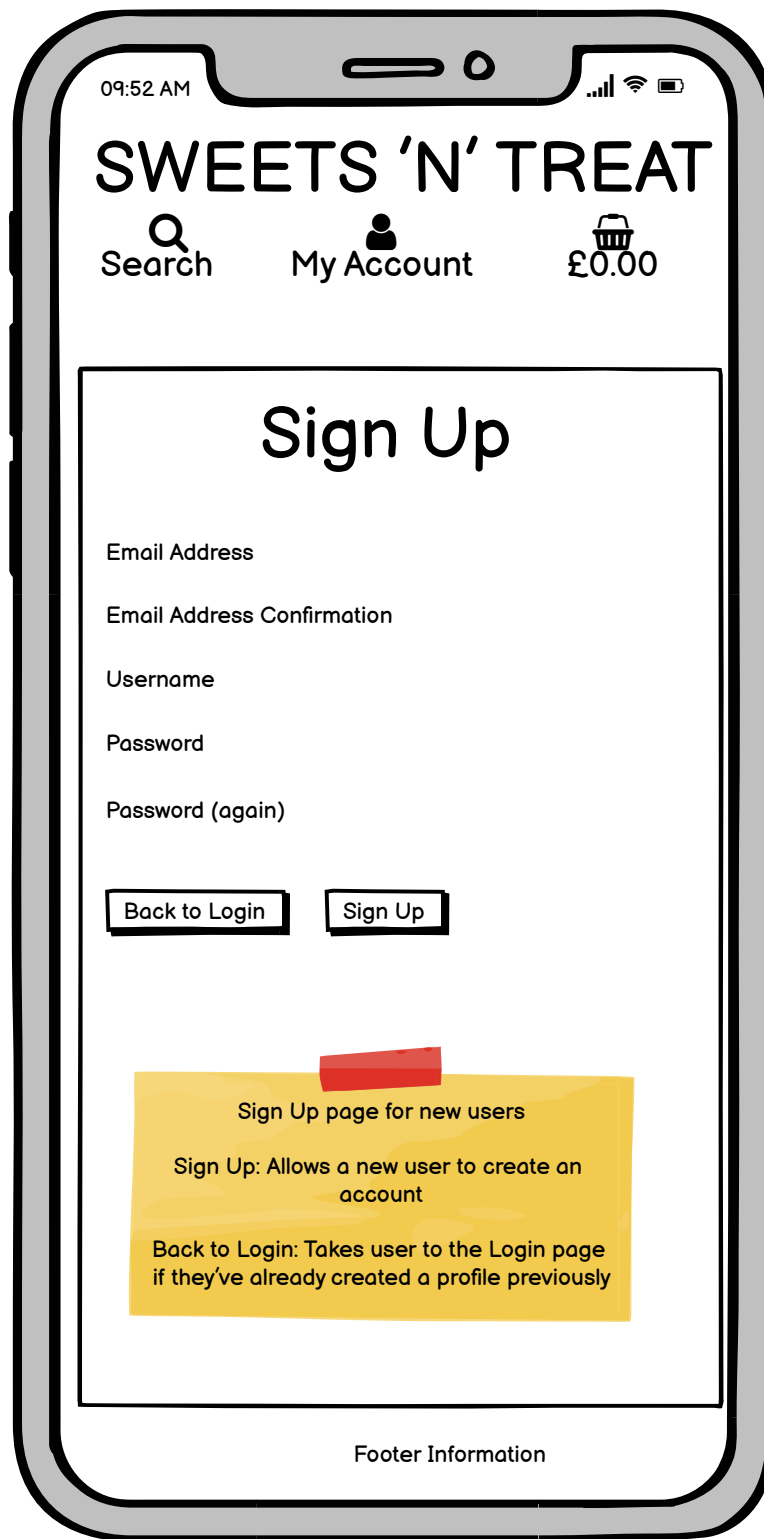 09:52 AM
SWEETS 'N' TREAT
Search
My Account
£0.00
Sign Up
Email Address
Email Address Confirmation
Username
Password
Password (again)
Back to Login
Sign Up
Sign Up page for new users
Sign Up: Allows a new user to create an
account
Back to Login: Takes user to the Login page
if they've already created a profile previously
Footer Information